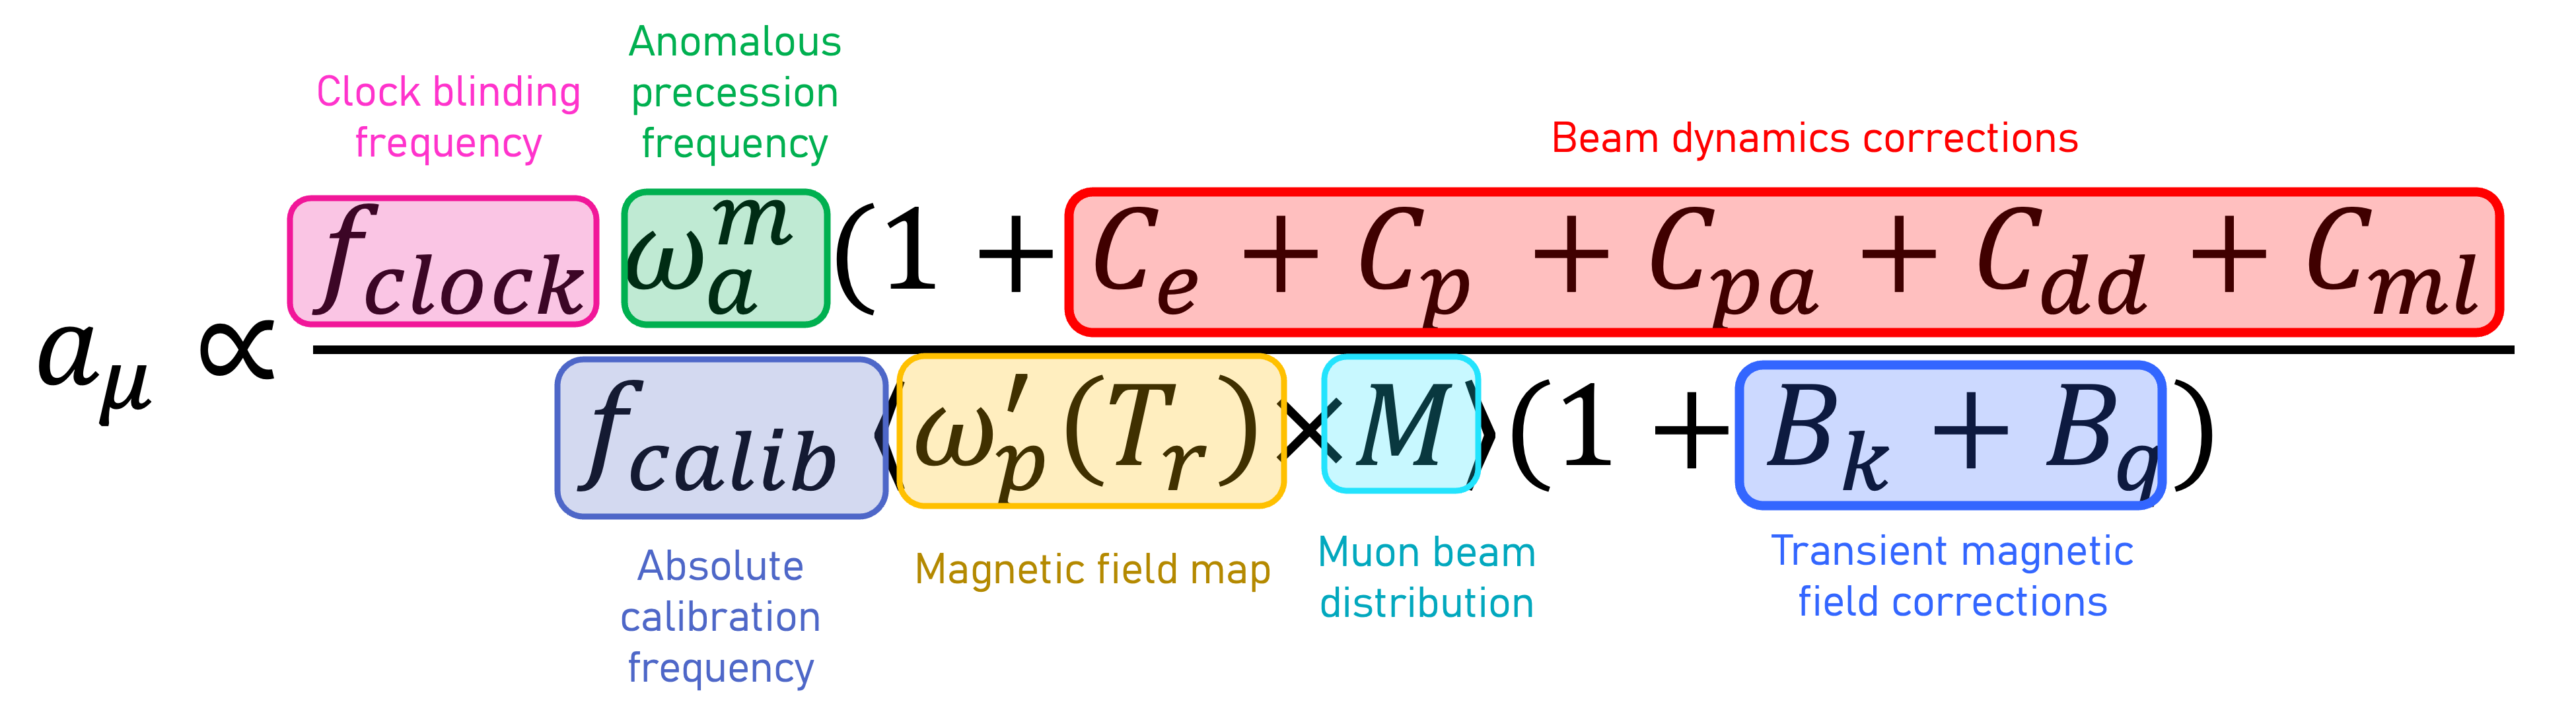 Anomalous
precession
frequency
Clock blinding
frequency
Beam dynamics corrections
a_μ ∝ f_clock ω_a^m (1 + C_e + C_p + C_pa + C_dd + C_ml
f_calib ⟨ω′_p(T_r) × M⟩(1 + B_k + B_q)
Absolute
calibration
frequency
Magnetic field map
Muon beam
distribution
Transient magnetic
field corrections